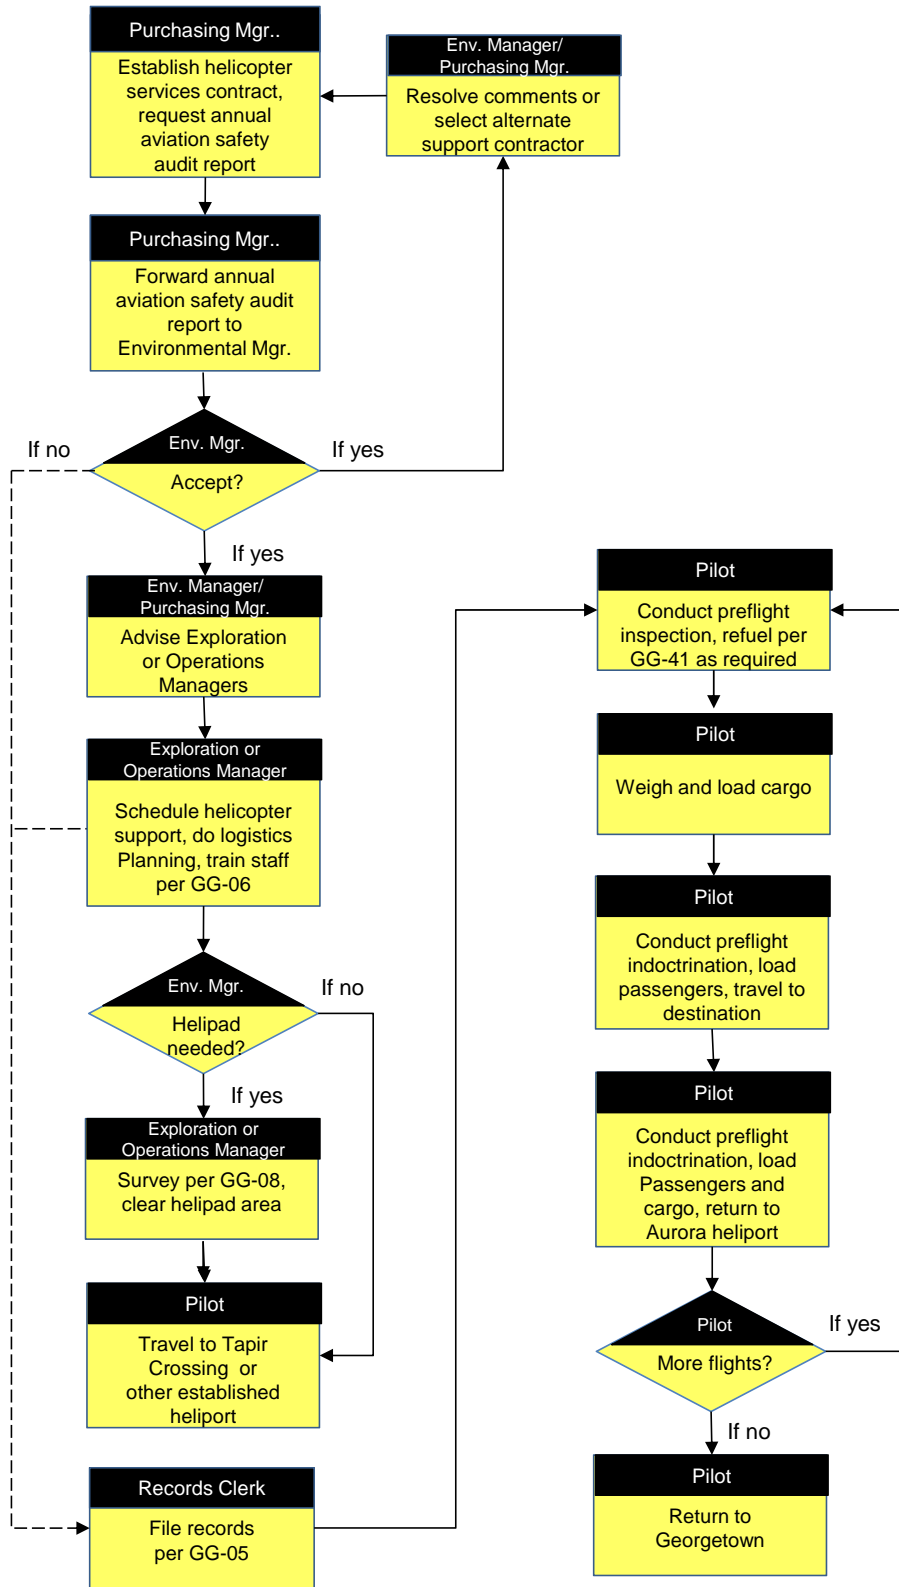 Purchasing Mgr..
Establish helicopter
services contract,
request annual
aviation safety
audit report
Env. Manager/
Purchasing Mgr.
Resolve comments or
select alternate
support contractor
Purchasing Mgr..
Forward annual
aviation safety audit
report to
Environmental Mgr.
If no
Env. Mgr.
If yes
Accept?
If yes
Env. Manager/
Purchasing Mgr.
Advise Exploration
or Operations
Managers
Exploration or
Operations Manager
Schedule helicopter
support, do logistics
Planning, train staff
per GG-06
Env. Mgr.
If no
Helipad
needed?
If yes
Exploration or
Operations Manager
Survey per GG-08,
clear helipad area
Pilot
Travel to Tapir
Crossing or
other established
heliport
Records Clerk
File records
per GG-05
Pilot
Conduct preflight
inspection, refuel per
GG-41 as required
Pilot
Weigh and load cargo
Pilot
Conduct preflight
indoctrination, load
passengers, travel to
destination
Pilot
Conduct preflight
indoctrination, load
Passengers and
cargo, return to
Aurora heliport
Pilot
If yes
More flights?
If no
Pilot
Return to
Georgetown